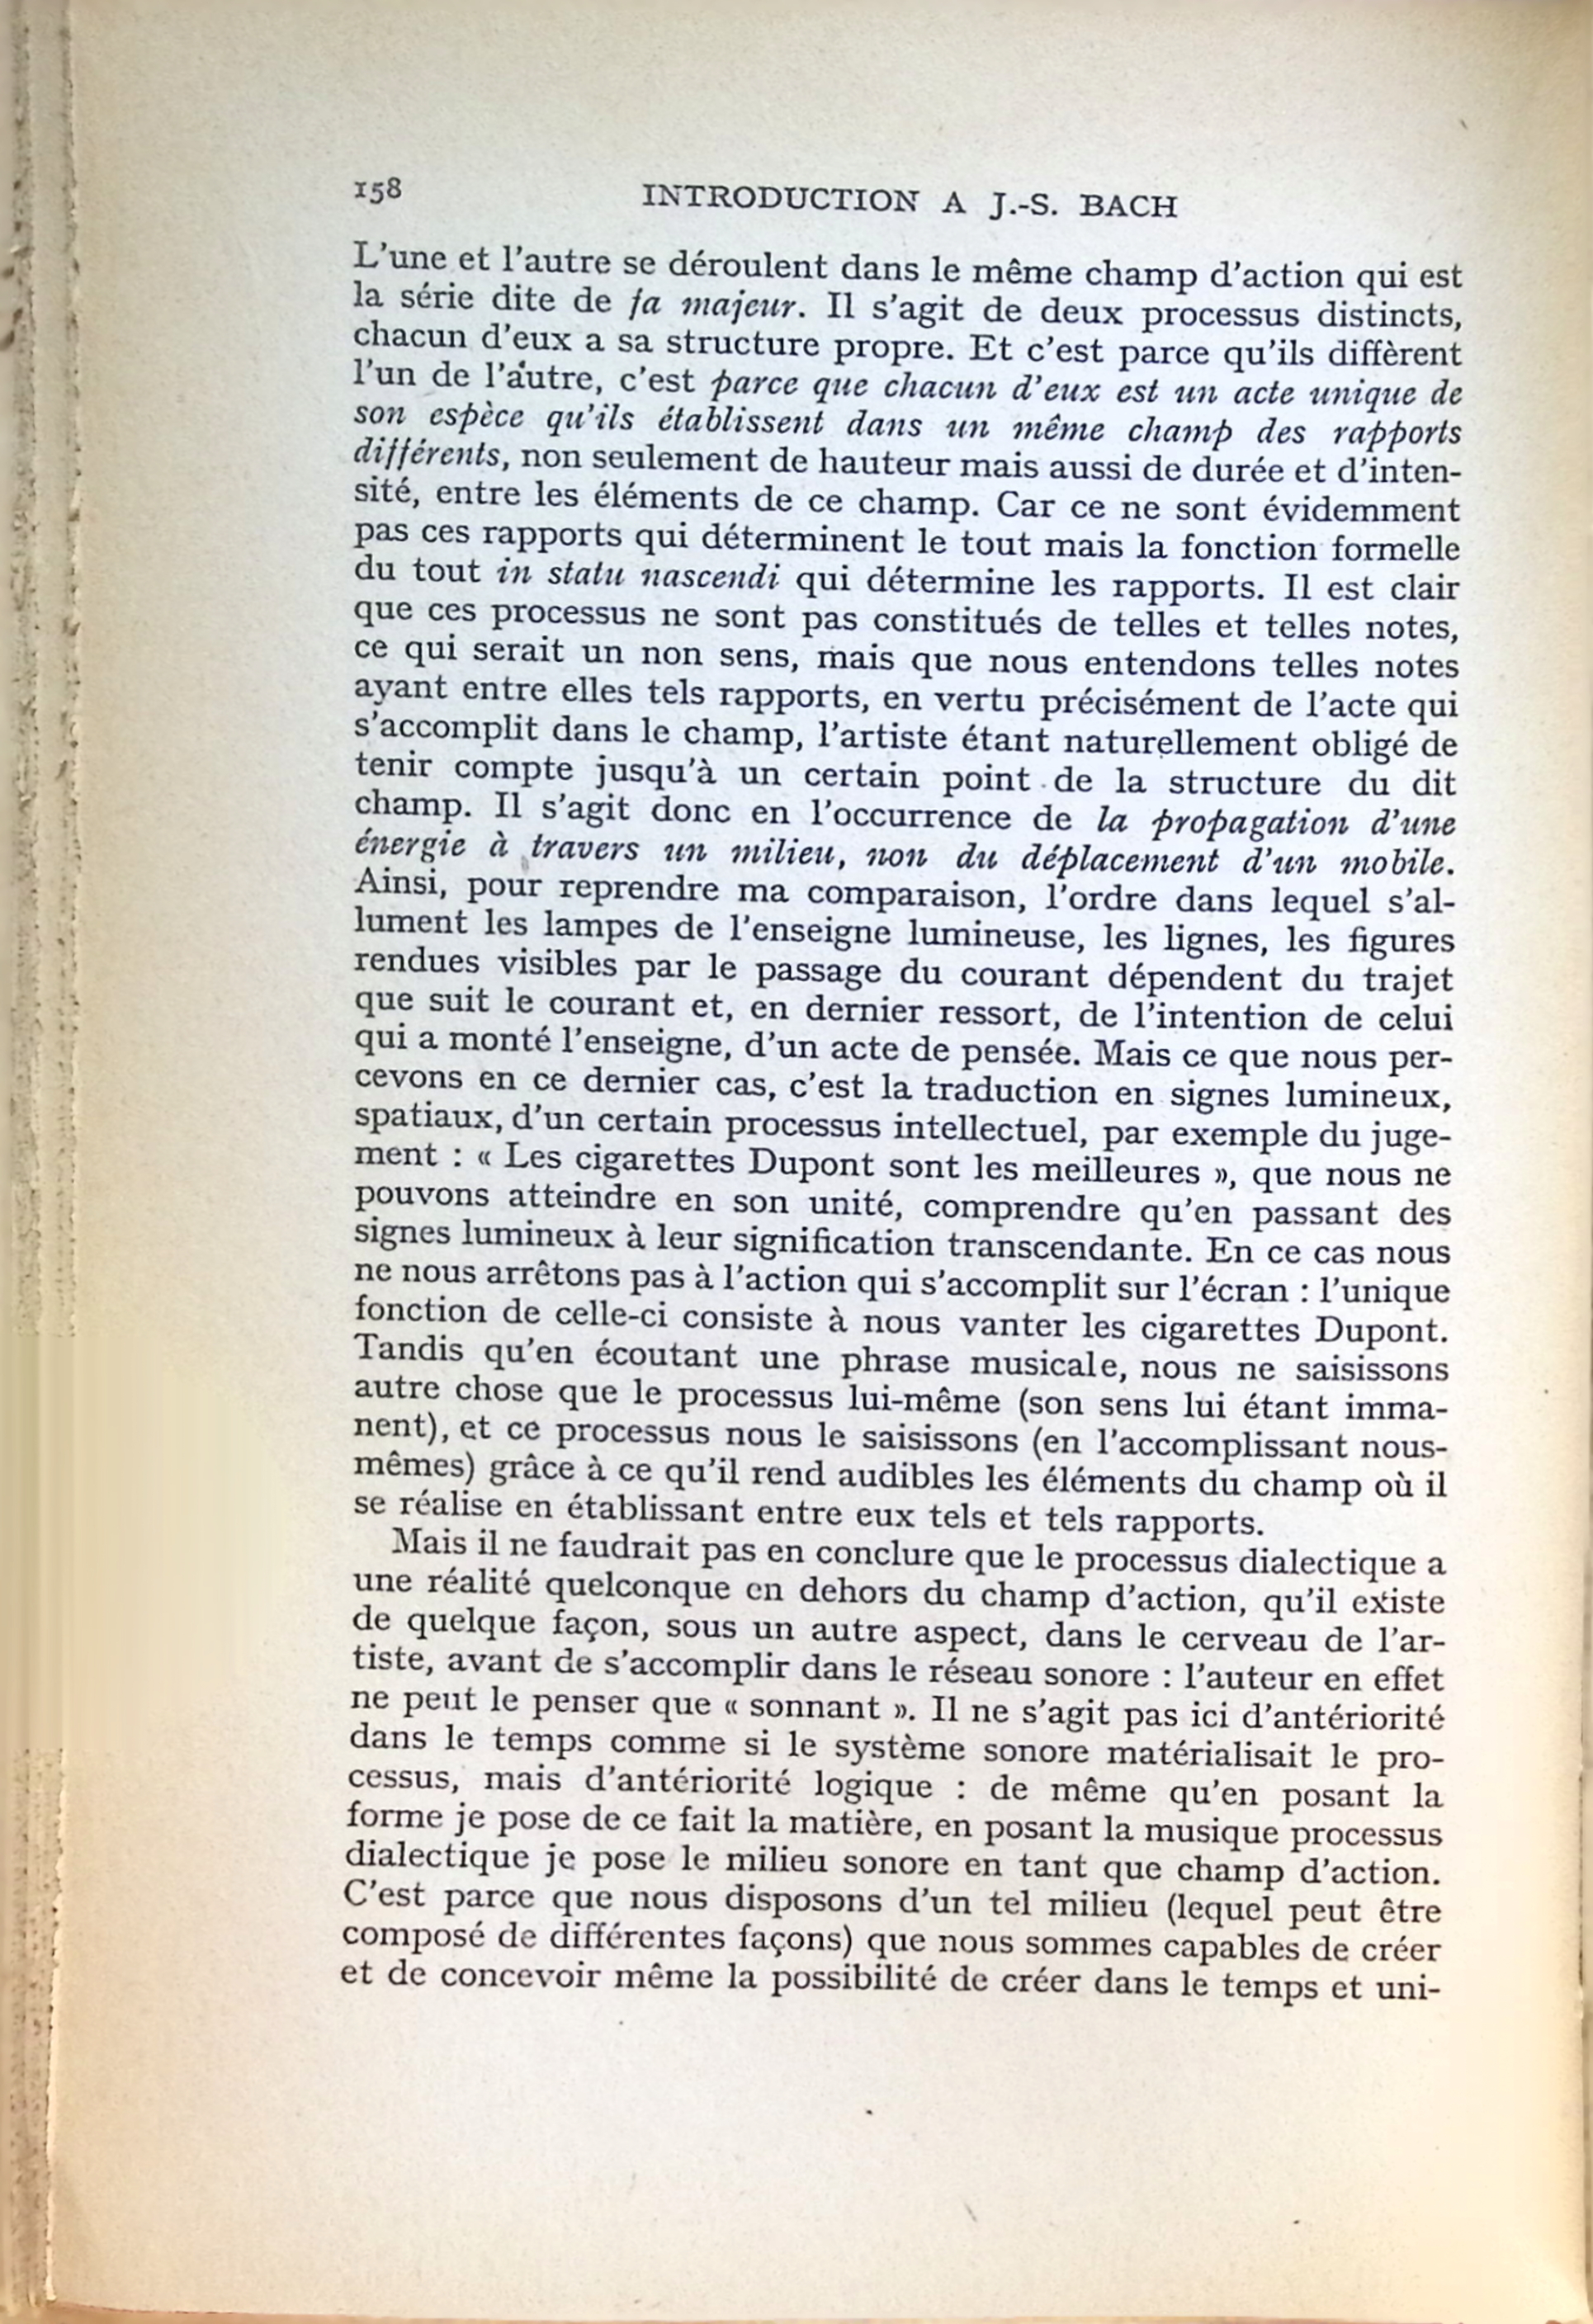 158
INTRODUCTION A J.-S. BACH
L'une et l'autre se déroulent dans le même champ d'action qui est
la série dite de fa majeur. Il s'agit de deux processus distincts,
chacun d'eux a sa structure propre. Et c'est parce qu'ils diffèrent
l'un de l'autre, c'est parce que chacun d'eux est un acte unique de
son espèce qu'ils établissent dans un même champ des rapports
différents, non seulement de hauteur mais aussi de durée et d'inten-
sité, entre les éléments de ce champ. Car ce ne sont évidemment
pas ces rapports qui déterminent le tout mais la fonction formelle
du tout in statu nascendi qui détermine les rapports. Il est clair
que ces processus ne sont pas constitués de telles et telles notes,
ce qui serait un non sens, mais que nous entendons telles notes
ayant entre elles tels rapports, en vertu précisément de l'acte qui
s'accomplit dans le champ, l'artiste étant naturellement obligé de
tenir compte jusqu'à un certain point de la structure du dit
champ. Il s'agit donc en l'occurrence de la propagation d'une
énergie à travers un milieu, non du déplacement d'un mobile.
Ainsi, pour reprendre ma comparaison, l'ordre dans lequel s'al-
lument les lampes de l'enseigne lumineuse, les lignes, les figures
rendues visibles par le passage du courant dépendent du trajet
que suit le courant et, en dernier ressort, de l'intention de celui
qui a monté l'enseigne, d'un acte de pensée. Mais ce que nous per-
cevons en ce dernier cas, c'est la traduction en signes lumineux,
spatiaux, d'un certain processus intellectuel, par exemple du juge-
ment : « Les cigarettes Dupont sont les meilleures », que nous ne
pouvons atteindre en son unité, comprendre qu'en passant des
signes lumineux à leur signification transcendante. En ce cas nous
ne nous arrêtons pas à l'action qui s'accomplit sur l'écran : l'unique
fonction de celle-ci consiste à nous vanter les cigarettes Dupont.
Tandis qu'en écoutant une phrase musicale, nous ne saisissons
autre chose que le processus lui-même (son sens lui étant imma-
nent), et ce processus nous le saisissons (en l'accomplissant nous-
mêmes) grâce à ce qu'il rend audibles les éléments du champ où il
se réalise en établissant entre eux tels et tels rapports.
Mais il ne faudrait pas en conclure que le processus dialectique a
une réalité quelconque en dehors du champ d'action, qu'il existe
de quelque façon, sous un autre aspect, dans le cerveau de l'ar-
tiste, avant de s'accomplir dans le réseau sonore : l'auteur en effet
ne peut le penser que « sonnant ». Il ne s'agit pas ici d'antériorité
dans le temps comme si le système sonore matérialisait le pro-
cessus, mais d'antériorité logique : de même qu'en posant la
forme je pose de ce fait la matière, en posant la musique processus
dialectique je pose le milieu sonore en tant que champ d'action.
C'est parce que nous disposons d'un tel milieu (lequel peut être
composé de différentes façons) que nous sommes capables de créer
et de concevoir même la possibilité de créer dans le temps et uni-